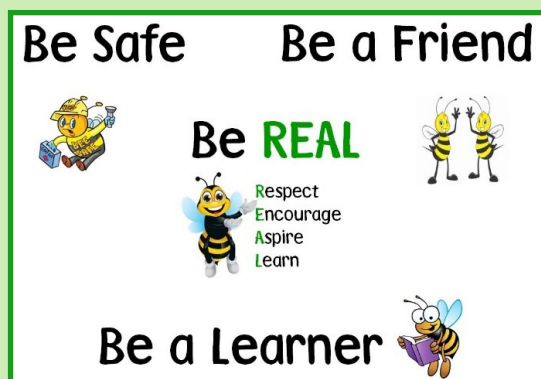 Be Safe
Be a Friend
Be REAL
Respect
Encourage
Aspire
Learn
Be a Learner